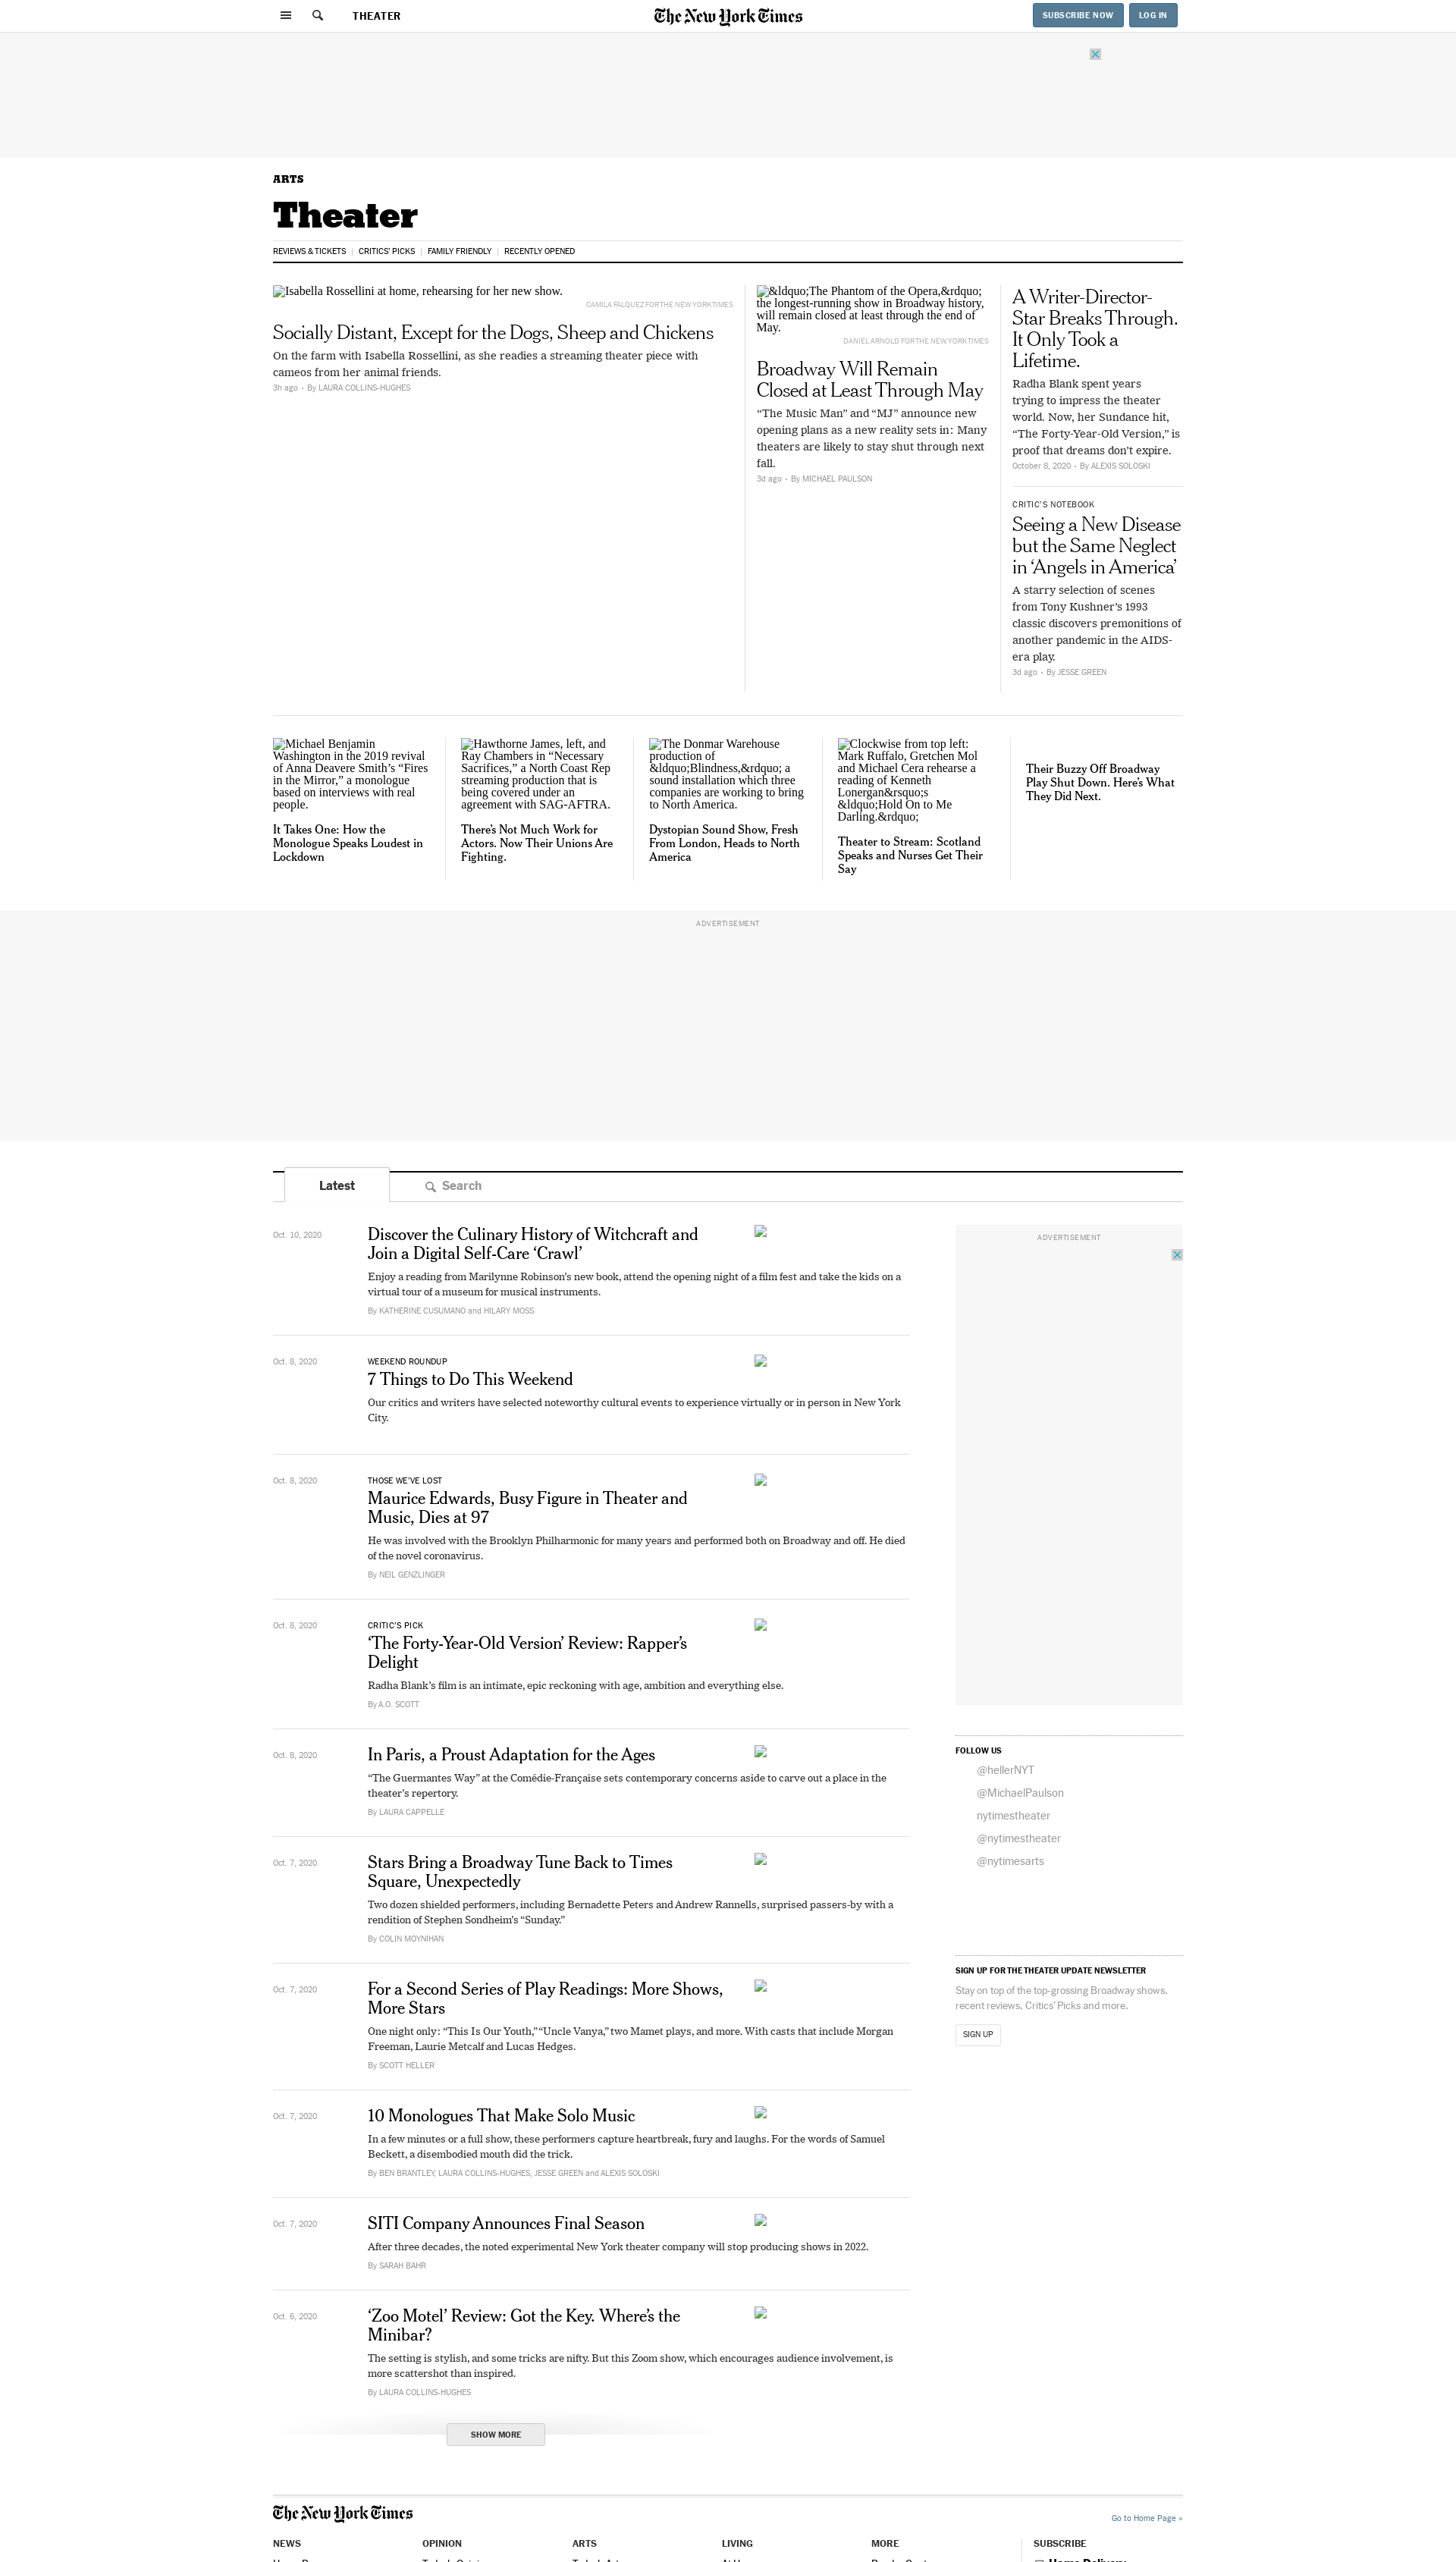 THEATER
The New York Times
SUBSCRIBE NOW
LOG IN
ARTS
Theater
REVIEWS & TICKETS | CRITICS' PICKS | FAMILY FRIENDLY | RECENTLY OPENED
Isabella Rossellini at home, rehearsing for her new show.
CAMILA FALQUEZ FOR THE NEW YORK TIMES
Socially Distant, Except for the Dogs, Sheep and Chickens
On the farm with Isabella Rossellini, as she readies a streaming theater piece with
cameos from her animal friends.
3h ago • By LAURA COLLINS-HUGHES
&ldquo;The Phantom of the Opera,&rdquo;
the longest-running show in Broadway history,
will remain closed at least through the end of
May.
DANIEL ARNOLD FOR THE NEW YORK TIMES
Broadway Will Remain
Closed at Least Through May
“The Music Man” and “MJ” announce new
opening plans as a new reality sets in: Many
theaters are likely to stay shut through next
fall.
3d ago • By MICHAEL PAULSON
A Writer-Director-
Star Breaks Through.
It Only Took a
Lifetime.
Radha Blank spent years
trying to impress the theater
world. Now, her Sundance hit,
“The Forty-Year-Old Version,” is
proof that dreams don’t expire.
October 8, 2020 • By ALEXIS SOLOSKI
CRITIC’S NOTEBOOK
Seeing a New Disease
but the Same Neglect
in ‘Angels in America’
A starry selection of scenes
from Tony Kushner’s 1993
classic discovers premonitions of
another pandemic in the AIDS-
era play.
3d ago • By JESSE GREEN
Michael Benjamin
Washington in the 2019 revival
of Anna Deavere Smith’s “Fires
in the Mirror,” a monologue
based on interviews with real
people.
It Takes One: How the
Monologue Speaks Loudest in
Lockdown
Hawthorne James, left, and
Ray Chambers in “Necessary
Sacrifices,” a North Coast Rep
streaming production that is
being covered under an
agreement with SAG-AFTRA.
There’s Not Much Work for
Actors. Now Their Unions Are
Fighting.
The Donmar Warehouse
production of
&ldquo;Blindness,&rdquo; a
sound installation which three
companies are working to bring
to North America.
Dystopian Sound Show, Fresh
From London, Heads to North
America
Clockwise from top left:
Mark Ruffalo, Gretchen Mol
and Michael Cera rehearse a
reading of Kenneth
Lonergan&rsquo;s
&ldquo;Hold On to Me
Darling.&rdquo;
Theater to Stream: Scotland
Speaks and Nurses Get Their
Say
Their Buzzy Off Broadway
Play Shut Down. Here’s What
They Did Next.
ADVERTISEMENT
Latest
Search
Oct. 10, 2020
Discover the Culinary History of Witchcraft and
Join a Digital Self-Care ‘Crawl’
Enjoy a reading from Marilynne Robinson’s new book, attend the opening night of a film fest and take the kids on a
virtual tour of a museum for musical instruments.
By KATHERINE CUSUMANO and HILARY MOSS
Oct. 8, 2020
WEEKEND ROUNDUP
7 Things to Do This Weekend
Our critics and writers have selected noteworthy cultural events to experience virtually or in person in New York
City.
Oct. 8, 2020
THOSE WE’VE LOST
Maurice Edwards, Busy Figure in Theater and
Music, Dies at 97
He was involved with the Brooklyn Philharmonic for many years and performed both on Broadway and off. He died
of the novel coronavirus.
By NEIL GENZLINGER
Oct. 8, 2020
CRITIC’S PICK
‘The Forty-Year-Old Version’ Review: Rapper’s
Delight
Radha Blank’s film is an intimate, epic reckoning with age, ambition and everything else.
By A.O. SCOTT
Oct. 8, 2020
In Paris, a Proust Adaptation for the Ages
“The Guermantes Way” at the Comédie-Française sets contemporary concerns aside to carve out a place in the
theater’s repertory.
By LAURA CAPPELLE
Oct. 7, 2020
Stars Bring a Broadway Tune Back to Times
Square, Unexpectedly
Two dozen shielded performers, including Bernadette Peters and Andrew Rannells, surprised passers-by with a
rendition of Stephen Sondheim’s “Sunday.”
By COLIN MOYNIHAN
Oct. 7, 2020
For a Second Series of Play Readings: More Shows,
More Stars
One night only: “This Is Our Youth,” “Uncle Vanya,” two Mamet plays, and more. With casts that include Morgan
Freeman, Laurie Metcalf and Lucas Hedges.
By SCOTT HELLER
Oct. 7, 2020
10 Monologues That Make Solo Music
In a few minutes or a full show, these performers capture heartbreak, fury and laughs. For the words of Samuel
Beckett, a disembodied mouth did the trick.
By BEN BRANTLEY, LAURA COLLINS-HUGHES, JESSE GREEN and ALEXIS SOLOSKI
Oct. 7, 2020
SITI Company Announces Final Season
After three decades, the noted experimental New York theater company will stop producing shows in 2022.
By SARAH BAHR
Oct. 6, 2020
‘Zoo Motel’ Review: Got the Key. Where’s the
Minibar?
The setting is stylish, and some tricks are nifty. But this Zoom show, which encourages audience involvement, is
more scattershot than inspired.
By LAURA COLLINS-HUGHES
SHOW MORE
ADVERTISEMENT
FOLLOW US
@hellerNYT
@MichaelPaulson
nytimestheater
@nytimestheater
@nytimesarts
SIGN UP FOR THE THEATER UPDATE NEWSLETTER
Stay on top of the top-grossing Broadway shows,
recent reviews, Critics’ Picks and more.
SIGN UP
The New York Times
Go to Home Page »
NEWS
OPINION
ARTS
LIVING
MORE
SUBSCRIBE